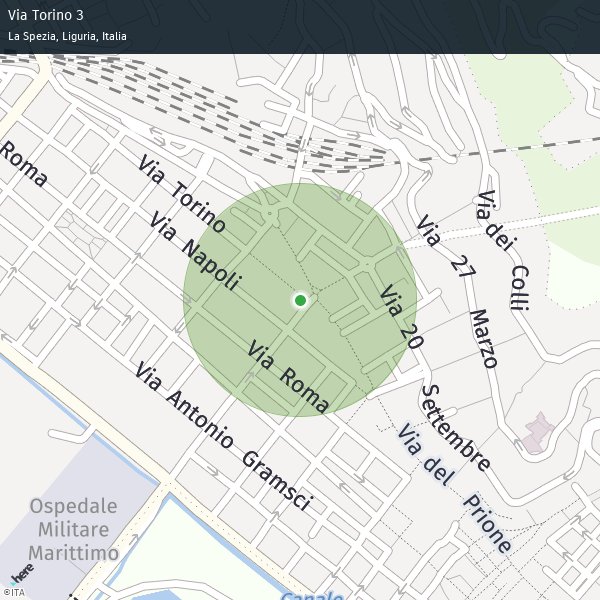 Via Torino 3
La Spezia, Liguria, Italia
Roma
Via Torino
Via Napoli
Via 27 Marzo
Via dei Colli
Via 20 Settembre
Via Roma
Via Antonio Gramsci
Via del Prione
Ospedale
Militare
Marittimo
here
Canale
©ITA